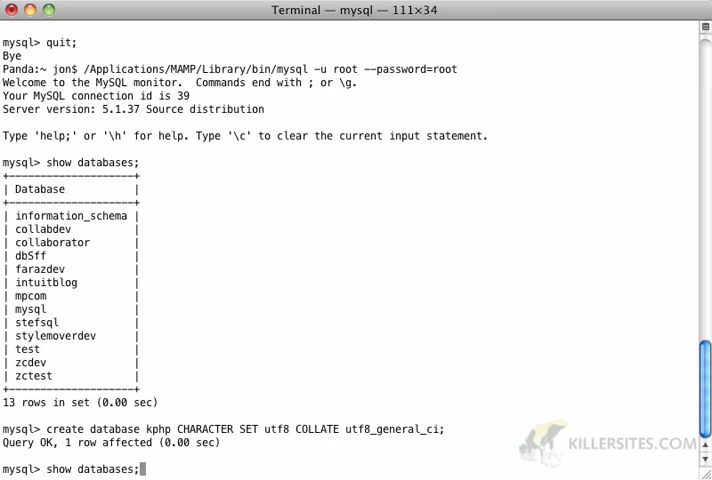 Terminal — mysql — 111×34
mysql> quit;
Bye
Panda:~ jon$ /Applications/MAMP/Library/bin/mysql -u root --password=root
Welcome to the MySQL monitor.  Commands end with ; or \g.
Your MySQL connection id is 39
Server version: 5.1.37 Source distribution
Type 'help;' or '\h' for help. Type '\c' to clear the current input statement.
mysql> show databases;
+--------------------+
| Database           |
+--------------------+
| information_schema |
| collabdev          |
| collaborator       |
| dbSff              |
| farazdev           |
| intuitblog         |
| mpcom              |
| mysql              |
| stefsql            |
| stylemoverdev      |
| test               |
| zcdev              |
| zctest             |
+--------------------+
13 rows in set (0.00 sec)
mysql> create database kphp CHARACTER SET utf8 COLLATE utf8_general_ci;
Query OK, 1 row affected (0.00 sec)
mysql> show databases;
KILLERSITES.COM